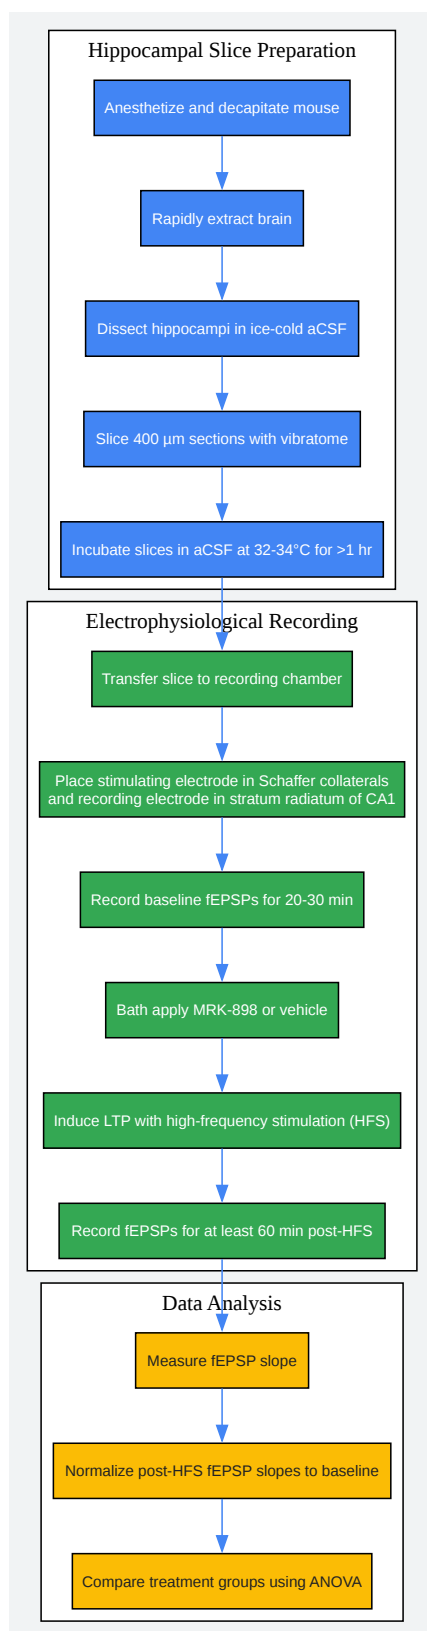 Hippocampal Slice Preparation
Anesthetize and decapitate mouse
Rapidly extract brain
Dissect hippocampi in ice-cold aCSF
Slice 400 µm sections with vibratome
Incubate slices in aCSF at 32-34°C for >1 hr
Electrophysiological Recording
Transfer slice to recording chamber
Place stimulating electrode in Schaffer collaterals
and recording electrode in stratum radiatum of CA1
Record baseline fEPSPs for 20-30 min
Bath apply MRK-898 or vehicle
Induce LTP with high-frequency stimulation (HFS)
Record fEPSPs for at least 60 min post-HFS
Data Analysis
Measure fEPSP slope
Normalize post-HFS fEPSP slopes to baseline
Compare treatment groups using ANOVA